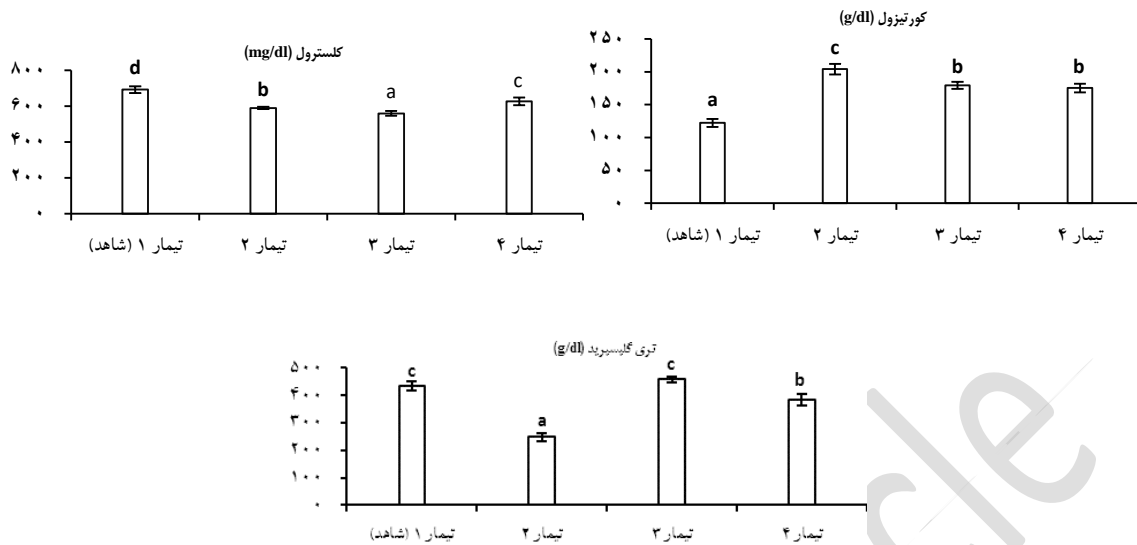 کلسترول (mg/dl)
۸۰۰
۶۰۰
۴۰۰
۲۰۰
۰
d
b
a
c
تیمار ۱ (شاهد)
تیمار ۲
تیمار ۳
تیمار ۴
کورتیزول (g/dl)
۲۵۰
۲۰۰
۱۵۰
۱۰۰
۵۰
۰
a
c
b
b
تیمار ۱ (شاهد)
تیمار ۲
تیمار ۳
تیمار ۴
تری گلیسیرید (g/dl)
۵۰۰
۴۰۰
۳۰۰
۲۰۰
۱۰۰
۰
c
a
c
b
تیمار ۱ (شاهد)
تیمار ۲
تیمار ۳
تیمار ۴
cle